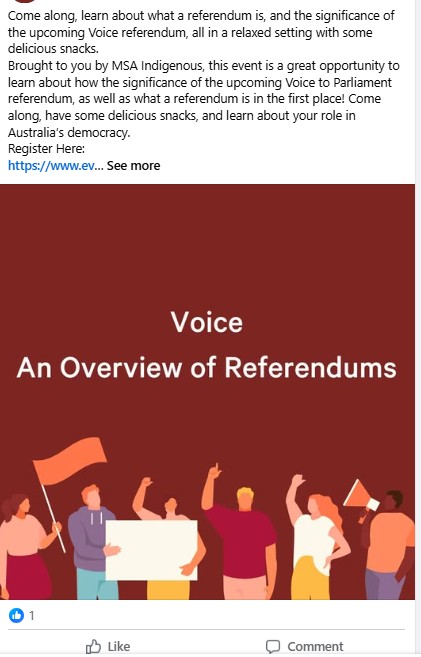 Come along, learn about what a referendum is, and the significance of
the upcoming Voice referendum, all in a relaxed setting with some
delicious snacks.
Brought to you by MSA Indigenous, this event is a great opportunity to
learn about how the significance of the upcoming Voice to Parliament
referendum, as well as what a referendum is in the first place! Come
along, have some delicious snacks, and learn about your role in
Australia's democracy.
Register Here:
https://www.ev... See more
Voice
An Overview of Referendums
1
Like Comment